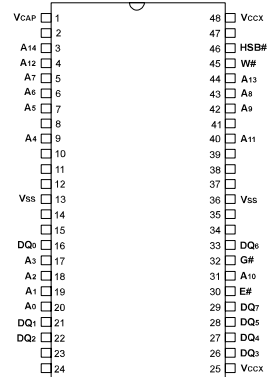 VCAP 1 48 VCCX
2 47
A14 3 46 HSB#
A12 4 45 W#
A7 5 44 A13
A6 6 43 A8
A5 7 42 A9
8 41
A4 9 40 A11
10 39
11 38
12 37
VSS 13 36 VSS
14 35
15 34
DQ0 16 33 DQ6
A3 17 32 G#
A2 18 31 A10
A1 19 30 E#
A0 20 29 DQ7
DQ1 21 28 DQ5
DQ2 22 27 DQ4
23 26 DQ3
24 25 VCCX